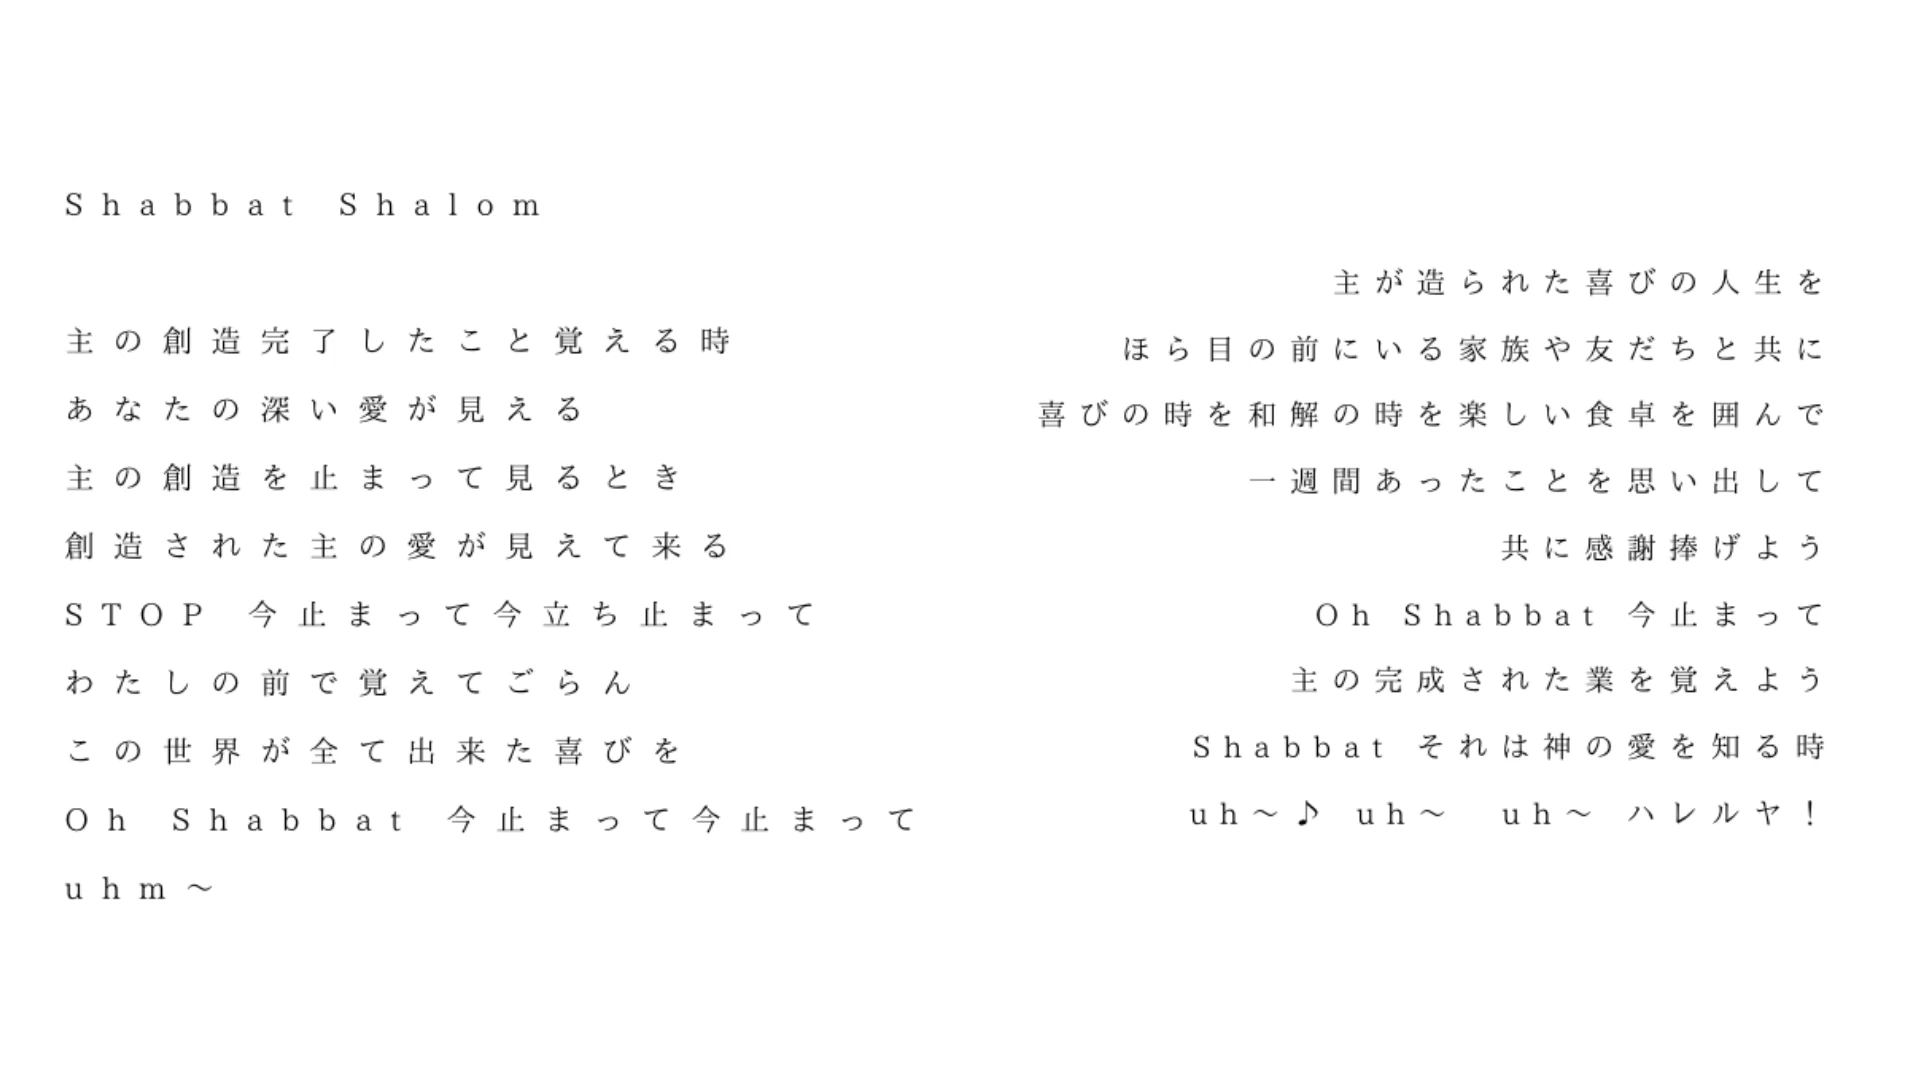 Shabbat Shalom
主の創造完了したこと覚える時
あなたの深い愛が見える
主の創造を止まって見るとき
創造された主の愛が見えて来る
STOP 今止まって今立ち止まって
わたしの前で覚えてごらん
この世界が全て出来た喜びを
Oh Shabbat 今止まって今止まって
uhm〜
主が造られた喜びの人生を
ほら目の前にいる家族や友だちと共に
喜びの時を和解の時を楽しい食卓を囲んで
一週間あったことを思い出して
共に感謝捧げよう
Oh Shabbat 今止まって
主の完成された業を覚えよう
Shabbat それは神の愛を知る時
uh〜♪ uh〜　uh〜 ハレルヤ！